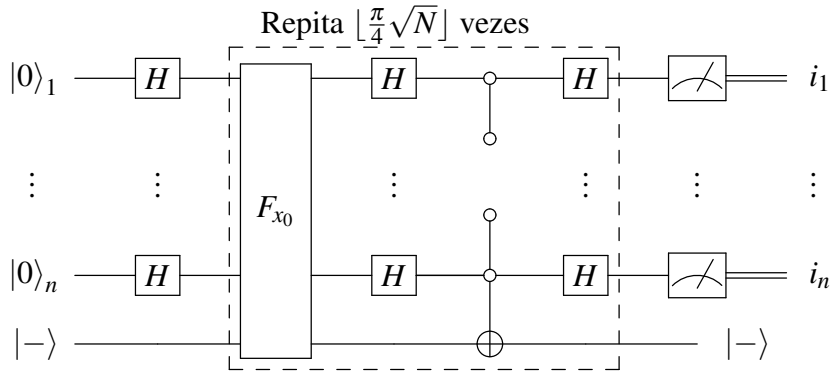 Repita ⌊π/4 √N⌋ vezes
|0⟩₁ H H H i₁
⋮ ⋮ F_{x₀} ⋮ ⋮ ⋮ ⋮
|0⟩ₙ H H H iₙ
|−⟩ |−⟩